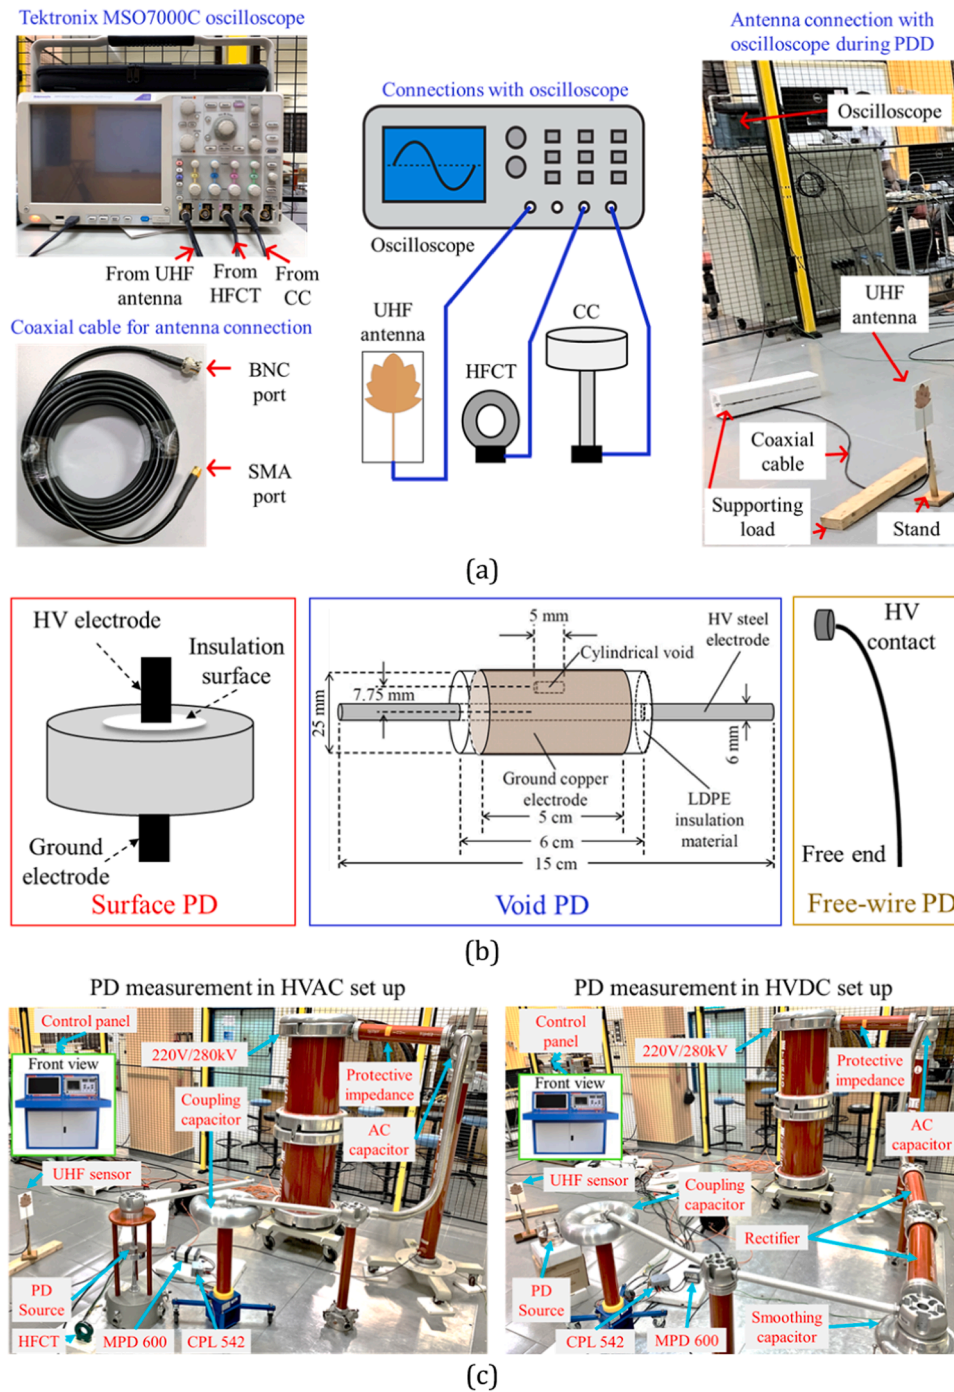 Tektronix MSO7000C oscilloscope
From UHF
antenna
From
HFCT
From
CC
Coaxial cable for antenna connection
BNC
port
SMA
port
Connections with oscilloscope
Oscilloscope
UHF
antenna
HFCT
CC
Antenna connection with
oscilloscope during PDD
Oscilloscope
UHF
antenna
Coaxial
cable
Supporting
load
Stand
(a)
HV electrode
Insulation
surface
Ground
electrode
Surface PD
5 mm
HV steel
electrode
Cylindrical void
7.75 mm
25 mm
6 mm
Ground copper
electrode
LDPE
insulation
material
5 cm
6 cm
15 cm
Void PD
HV
contact
Free end
Free-wire PD
(b)
PD measurement in HVAC set up
Control panel
Front view
220V/280kV
Coupling
capacitor
Protective
impedance
AC
capacitor
UHF sensor
PD
Source
HFCT
MPD 600
CPL 542
PD measurement in HVDC set up
Control
panel
Front view
220V/280kV
Protective
impedance
AC
capacitor
UHF sensor
Coupling
capacitor
Rectifier
PD
Source
CPL 542
MPD 600
Smoothing
capacitor
(c)